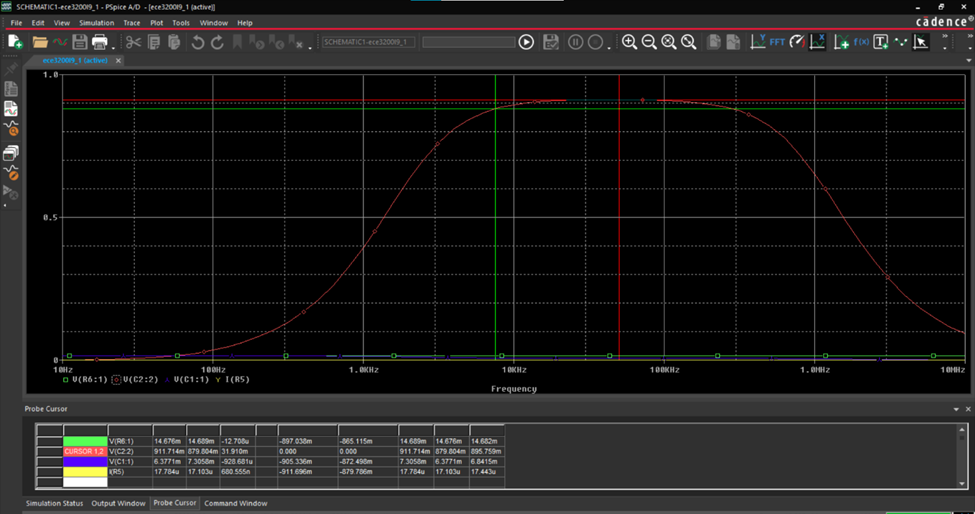 SCHEMATIC1-ece3200l9_1 - PSpice A/D - [ece3200l9_1 (active)]
File Edit View Simulation Trace Plot Tools Window Help
cādence
SCHEMATIC1-ece3200l9_1
FFT
ece3200l9_1 (active)
1.0
0.5
0
10Hz 100Hz 1.0KHz 10KHz 100KHz 1.0MHz 10MHz
V(R6:1) V(C2:2) V(C1:1) I(R5)
Frequency
Probe Cursor
V(R6:1) 14.676m 14.689m -12.708u -897.038m -865.115m 14.689m 14.676m 14.682m
CURSOR 1,2 V(C2:2) 911.714m 879.804m 31.910m 0.000 0.000 911.714m 879.804m 895.759m
V(C1:1) 6.3771m 7.3058m -928.681u -905.336m -872.498m 7.3058m 6.3771m 6.8415m
I(R5) 17.784u 17.103u 680.555n -911.696m -879.786m 17.784u 17.103u 17.443u
Simulation Status Output Window Probe Cursor Command Window